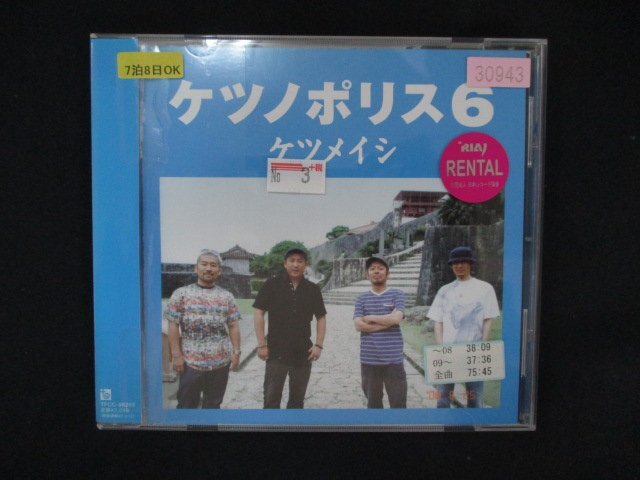 7泊8日OK
30943
ケツノポリス6
ケツメイシ
RIAJ
RENTAL
No 3
～08 38:09
09～ 37:36
全曲 75:45